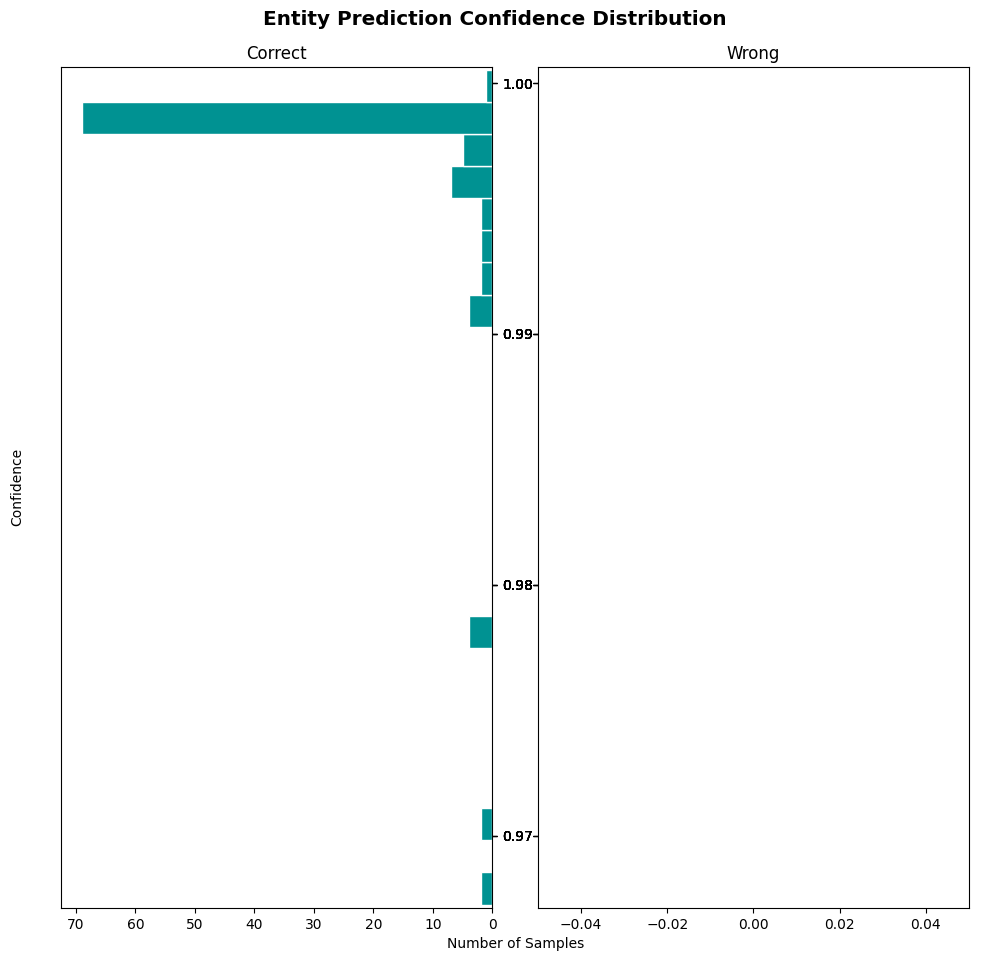 Entity Prediction Confidence Distribution
Correct
Wrong
1.00
0.99
0.98
0.97
Confidence
70 60 50 40 30 20 10 0
−0.04 −0.02 0.00 0.02 0.04
Number of Samples